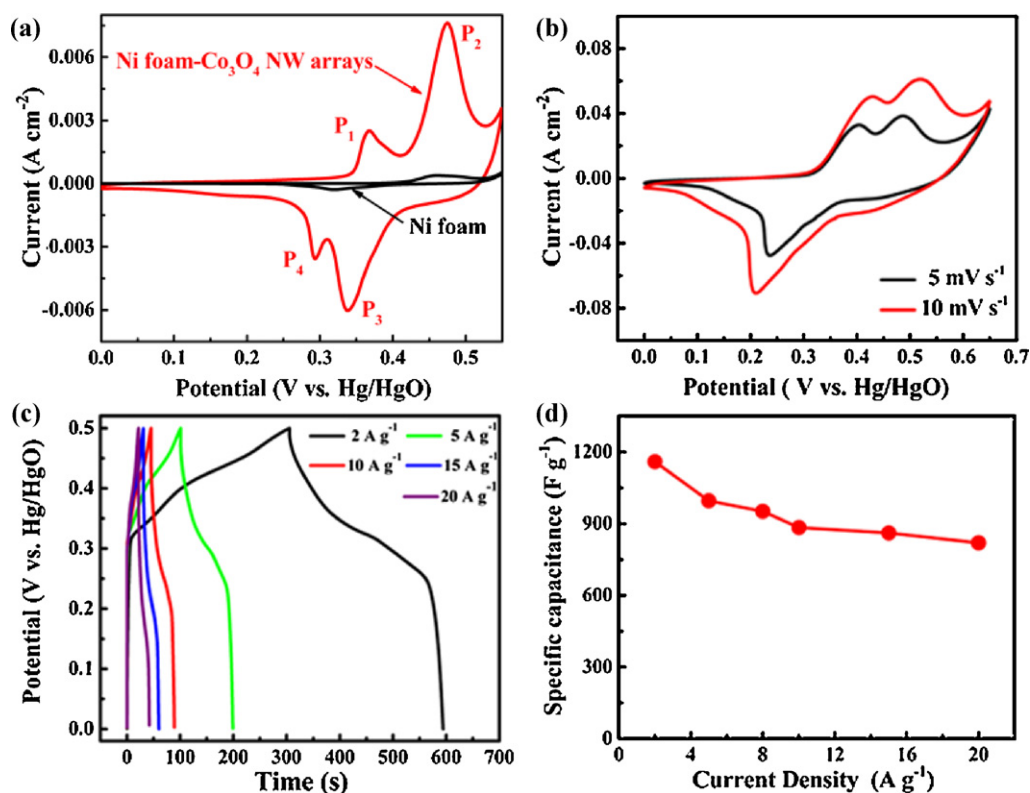 (a)
P₂
Ni foam-Co₃O₄ NW arrays
P₁
Ni foam
P₄
P₃
0.006
0.003
0.000
-0.003
-0.006
Current (A cm⁻²)
0.0 0.1 0.2 0.3 0.4 0.5
Potential (V vs. Hg/HgO)
(b)
0.08
0.04
0.00
-0.04
-0.08
Current (A cm⁻²)
5 mV s⁻¹
10 mV s⁻¹
0.0 0.1 0.2 0.3 0.4 0.5 0.6 0.7
Potential ( V vs. Hg/HgO)
(c)
0.5
0.4
0.3
0.2
0.1
0.0
Potential (V vs. Hg/HgO)
2 A g⁻¹ 5 A g⁻¹
10 A g⁻¹ 15 A g⁻¹
20 A g⁻¹
0 100 200 300 400 500 600 700
Time (s)
(d)
1200
900
600
300
0
Specific capacitance (F g⁻¹)
0 4 8 12 16 20
Current Density (A g⁻¹)